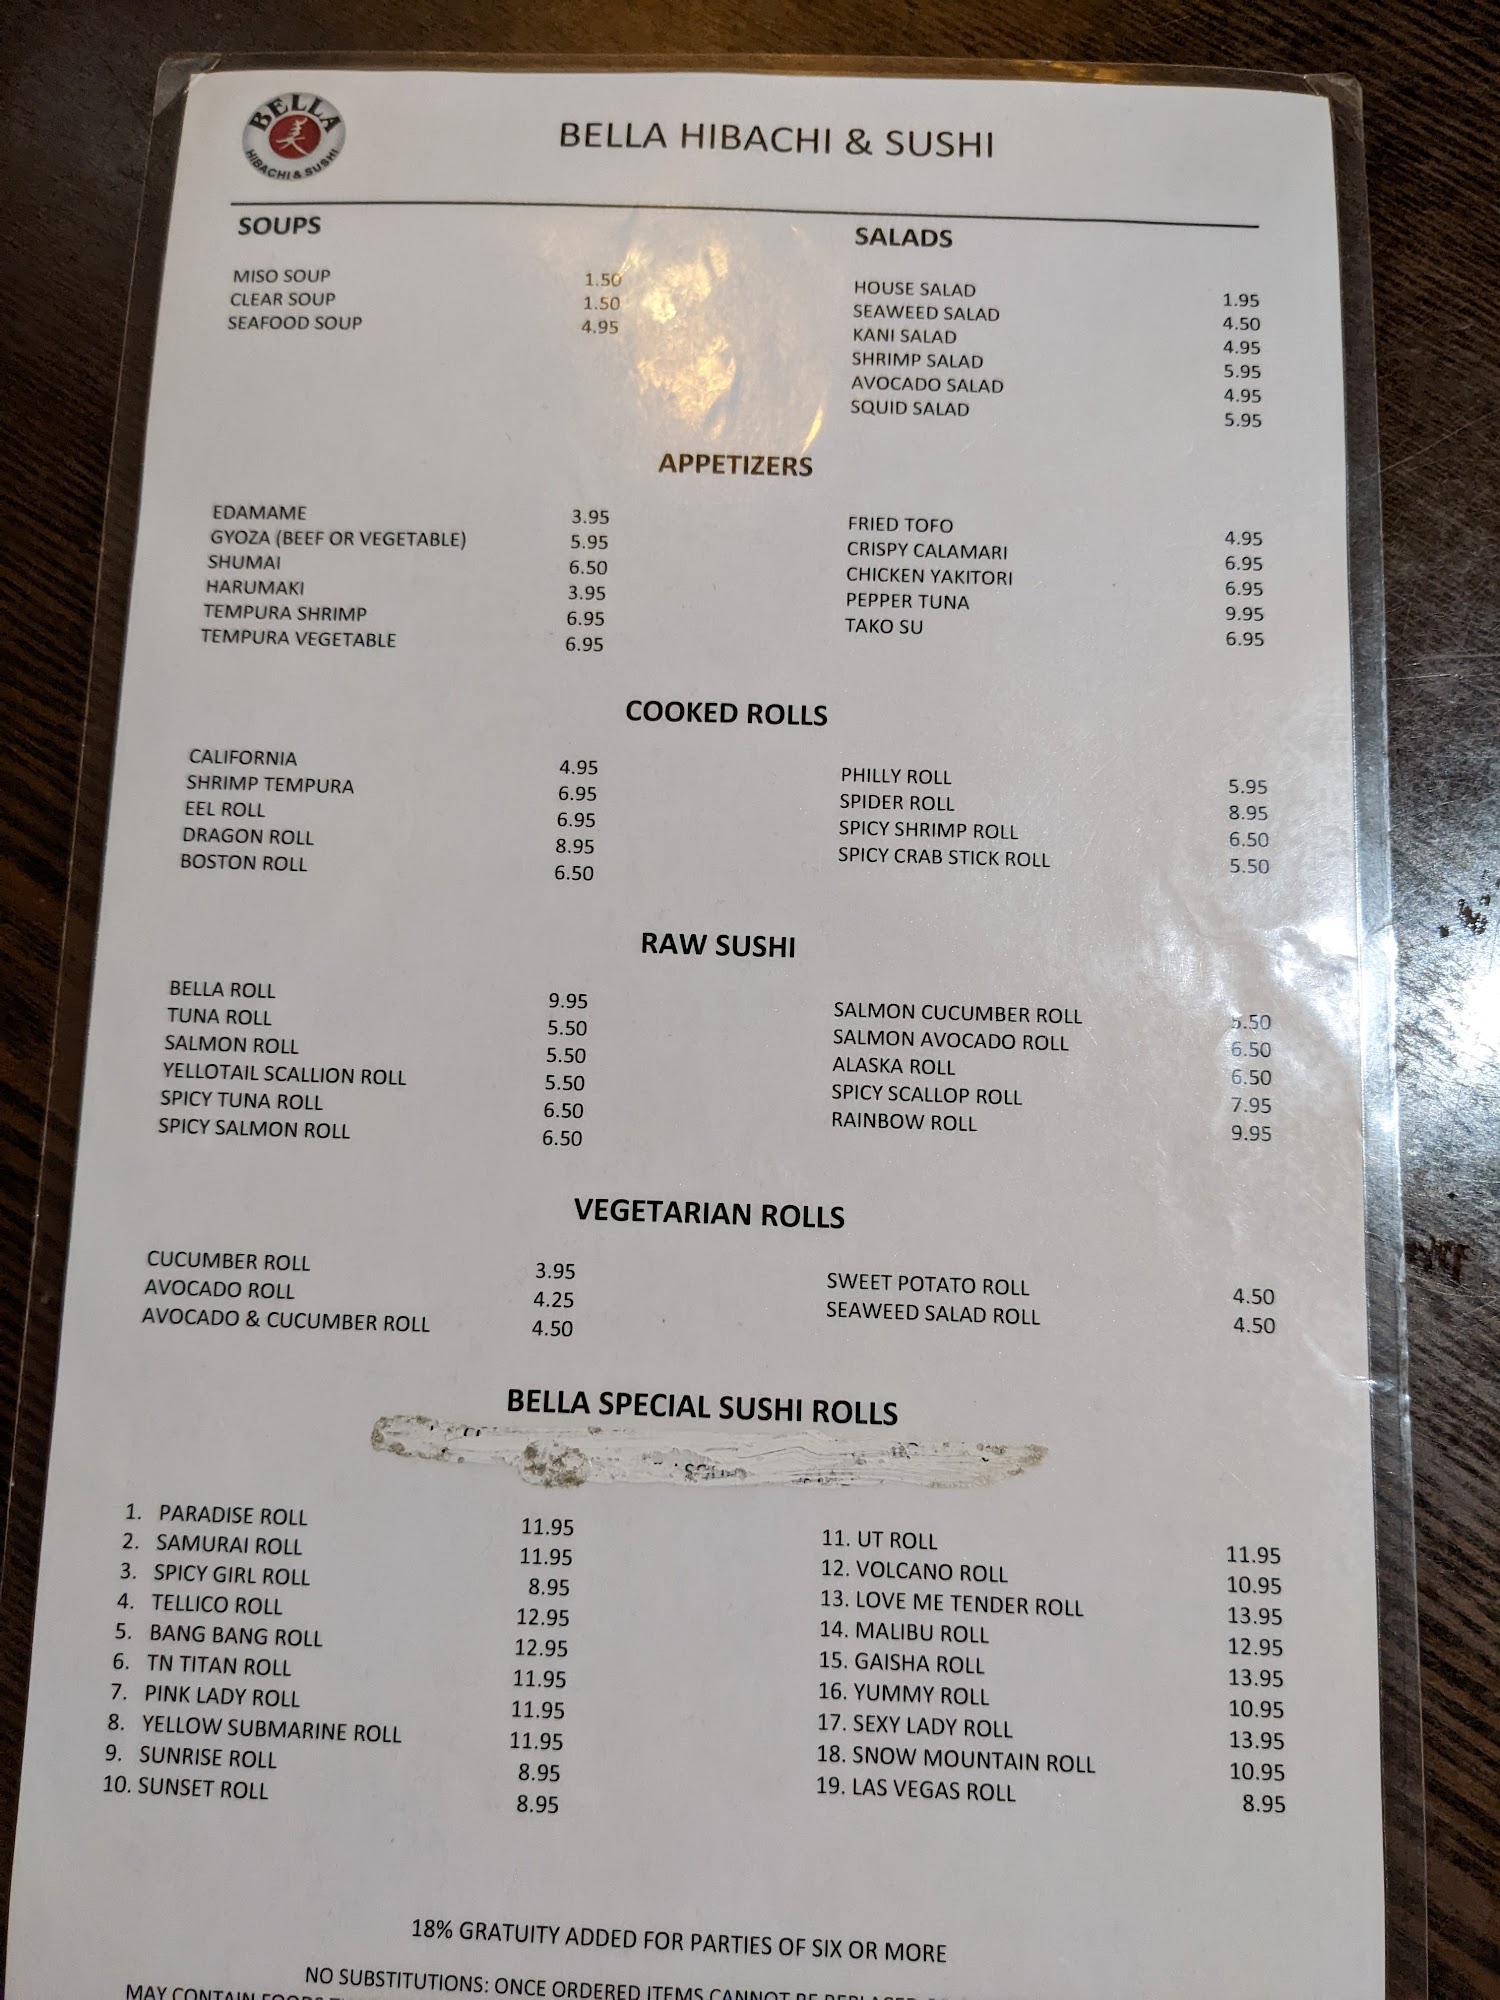 BELLA
HIBACHI & SUSHI
BELLA HIBACHI & SUSHI
SOUPS
MISO SOUP 1.50
CLEAR SOUP 1.50
SEAFOOD SOUP 4.95
SALADS
HOUSE SALAD 1.95
SEAWEED SALAD 4.50
KANI SALAD 4.95
SHRIMP SALAD 5.95
AVOCADO SALAD 4.95
SQUID SALAD 5.95
APPETIZERS
EDAMAME 3.95
GYOZA (BEEF OR VEGETABLE) 5.95
SHUMAI 6.50
HARUMAKI 3.95
TEMPURA SHRIMP 6.95
TEMPURA VEGETABLE 6.95
FRIED TOFO 4.95
CRISPY CALAMARI 6.95
CHICKEN YAKITORI 6.95
PEPPER TUNA 9.95
TAKO SU 6.95
COOKED ROLLS
CALIFORNIA 4.95
SHRIMP TEMPURA 6.95
EEL ROLL 6.95
DRAGON ROLL 8.95
BOSTON ROLL 6.50
PHILLY ROLL 5.95
SPIDER ROLL 8.95
SPICY SHRIMP ROLL 6.50
SPICY CRAB STICK ROLL 5.50
RAW SUSHI
BELLA ROLL 9.95
TUNA ROLL 5.50
SALMON ROLL 5.50
YELLOTAIL SCALLION ROLL 5.50
SPICY TUNA ROLL 6.50
SPICY SALMON ROLL 6.50
SALMON CUCUMBER ROLL 5.50
SALMON AVOCADO ROLL 6.50
ALASKA ROLL 6.50
SPICY SCALLOP ROLL 7.95
RAINBOW ROLL 9.95
VEGETARIAN ROLLS
CUCUMBER ROLL 3.95
AVOCADO ROLL 4.25
AVOCADO & CUCUMBER ROLL 4.50
SWEET POTATO ROLL 4.50
SEAWEED SALAD ROLL 4.50
BELLA SPECIAL SUSHI ROLLS
1. PARADISE ROLL 11.95
2. SAMURAI ROLL 11.95
3. SPICY GIRL ROLL 8.95
4. TELLICO ROLL 12.95
5. BANG BANG ROLL 12.95
6. TN TITAN ROLL 11.95
7. PINK LADY ROLL 11.95
8. YELLOW SUBMARINE ROLL 11.95
9. SUNRISE ROLL 8.95
10. SUNSET ROLL 8.95
11. UT ROLL 11.95
12. VOLCANO ROLL 10.95
13. LOVE ME TENDER ROLL 13.95
14. MALIBU ROLL 12.95
15. GAISHA ROLL 13.95
16. YUMMY ROLL 10.95
17. SEXY LADY ROLL 13.95
18. SNOW MOUNTAIN ROLL 10.95
19. LAS VEGAS ROLL 8.95
18% GRATUITY ADDED FOR PARTIES OF SIX OR MORE
NO SUBSTITUTIONS: ONCE ORDERED ITEMS CANNOT BE
MAY CONTAIN